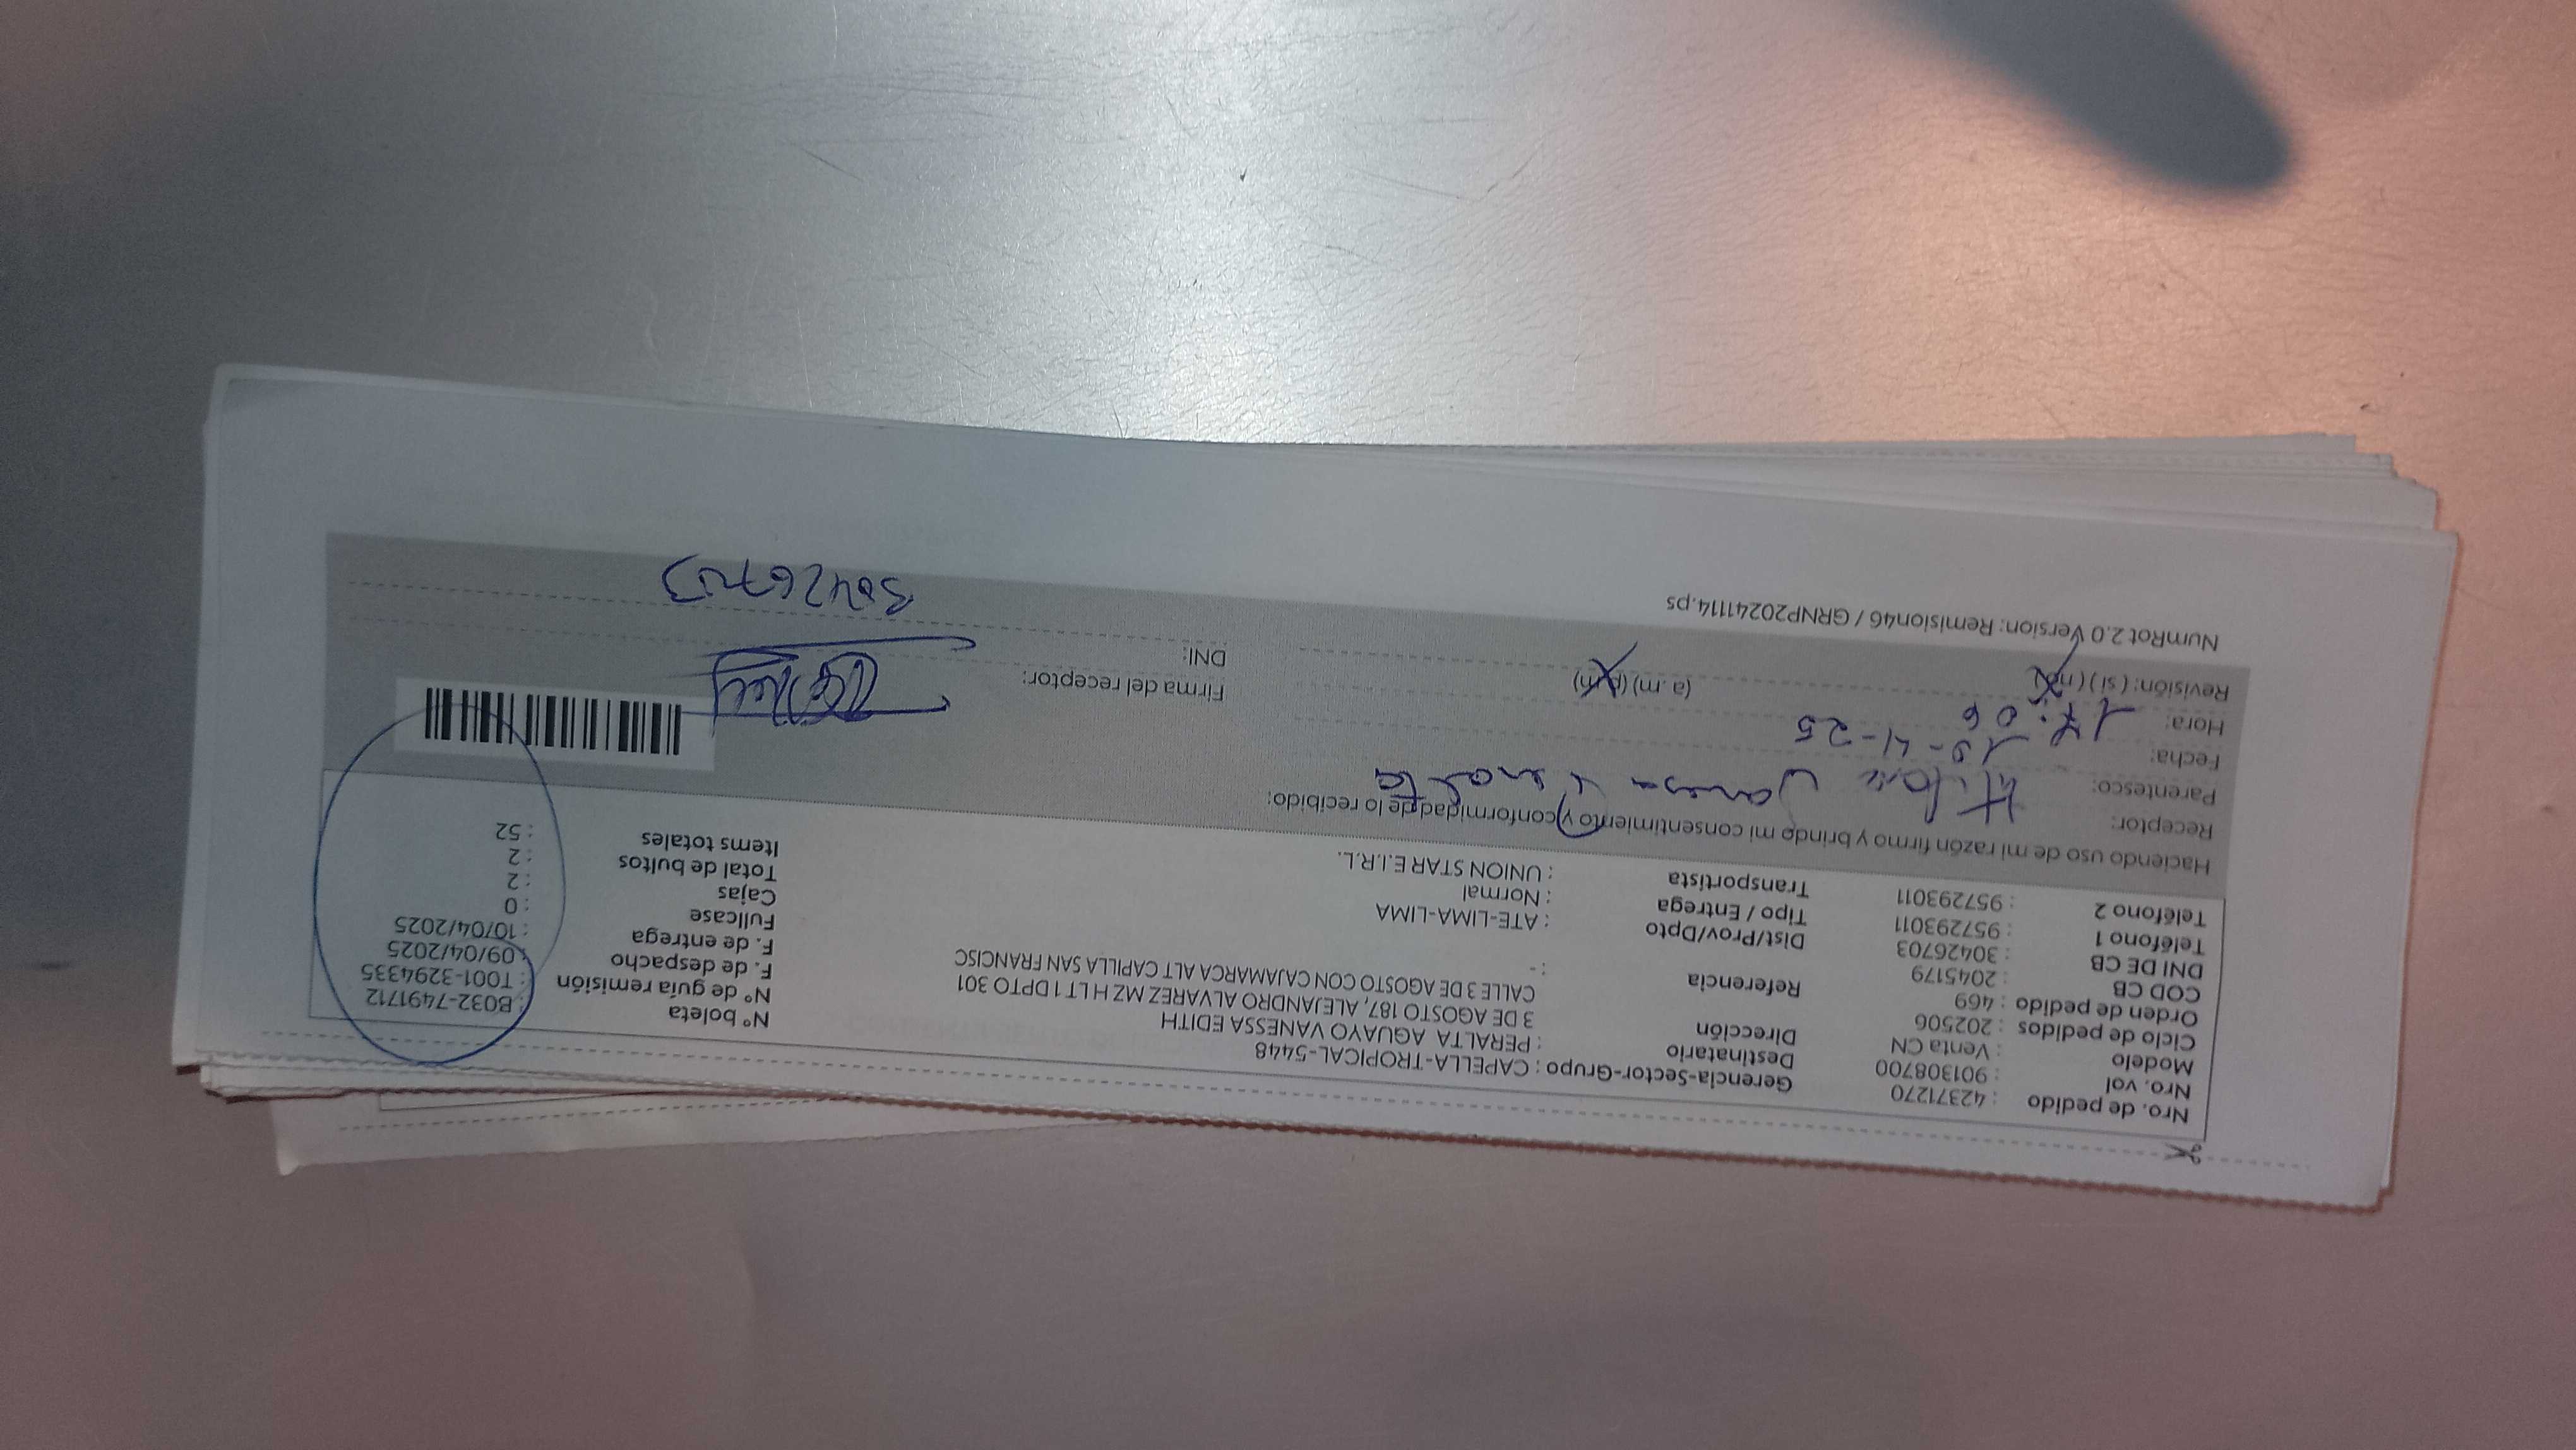 Nro. de pedido : 42371270 Gerencia-Sector-Grupo : CAPELLA-TROPICAL-5448 N° boleta : B032-7491712
Nro. vol : 901308700 Destinatario : PERALTA AGUAYO VANESSA EDITH N° de guía remisión : T001-3294335
Modelo : Venta CN Dirección 3 DE AGOSTO 187, ALEJANDRO ALVAREZ MZ H LT 1 DPTO 301 F. de despacho : 09/04/2025
Ciclo de pedidos : 202506 CALLE 3 DE AGOSTO CON CAJAMARCA ALT CAPILLA SAN FRANCISC F. de entrega : 10/04/2025
Orden de pedido : 469 Referencia : - Fullcase : 0
COD CB : 2045179 Dist/Prov/Dpto : ATE-LIMA-LIMA Cajas : 2
DNI DE CB : 30426703 Tipo / Entrega : Normal Total de bultos : 2
Teléfono 1 : 957293011 Transportista : UNION STAR E.I.R.L. Items totales : 52
Teléfono 2 : 957293011
Haciendo uso de mi razón firmo y brindo mi consentimiento y conformidad de lo recibido:
Receptor:
Parentesco:
Fecha: 10-4-25
Hora: 17:06 (a. m) (p.m) Firma del receptor:
Revisión: (si) (no) DNI: 30426703
NumRot 2.0 Version: Remision46 / GRNP20241114.ps